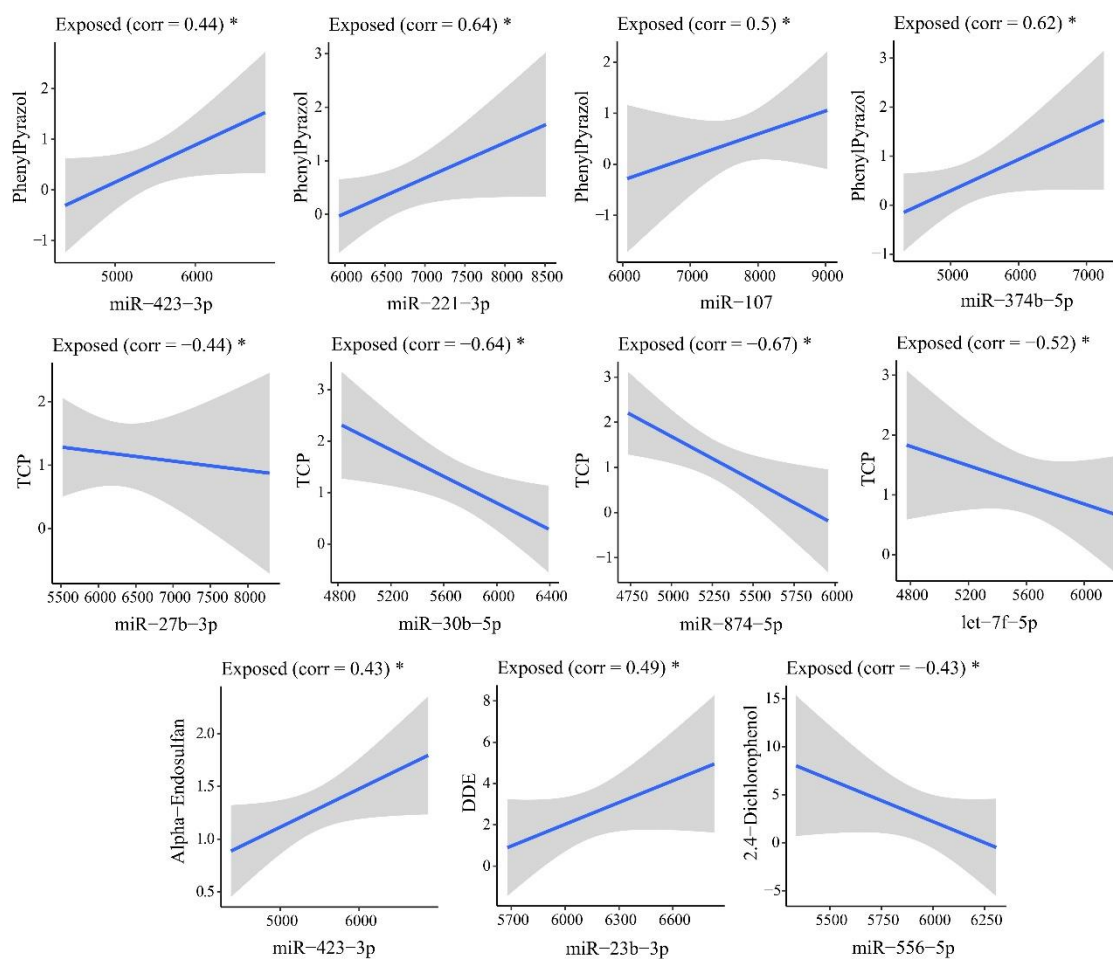 Exposed (corr = 0.44) * Exposed (corr = 0.64) * Exposed (corr = 0.5) * Exposed (corr = 0.62) *
PhenylPyrazol
2
1
0
−1
5000 6000
miR−423−3p
PhenylPyrazol
3
2
1
0
6000 6500 7000 7500 8000 8500
miR−221−3p
PhenylPyrazol
2
1
0
−1
6000 7000 8000 9000
miR−107
PhenylPyrazol
3
2
1
0
−1
5000 6000 7000
miR−374b−5p
Exposed (corr = −0.44) * Exposed (corr = −0.64) * Exposed (corr = −0.67) * Exposed (corr = −0.52) *
TCP
2
1
0
5500 6000 6500 7000 7500 8000
miR−27b−3p
TCP
3
2
1
0
4800 5200 5600 6000 6400
miR−30b−5p
TCP
3
2
1
0
−1
4750 5000 5250 5500 5750 6000
miR−874−5p
TCP
3
2
1
0
4800 5200 5600 6000
let−7f−5p
Exposed (corr = 0.43) * Exposed (corr = 0.49) * Exposed (corr = −0.43) *
Alpha−Endosulfan
2.0
1.5
1.0
0.5
5000 6000
miR−423−3p
DDE
8
6
4
2
0
5700 6000 6300 6600
miR−23b−3p
2.4−Dichlorophenol
15
10
5
0
−5
5500 5750 6000 6250
miR−556−5p